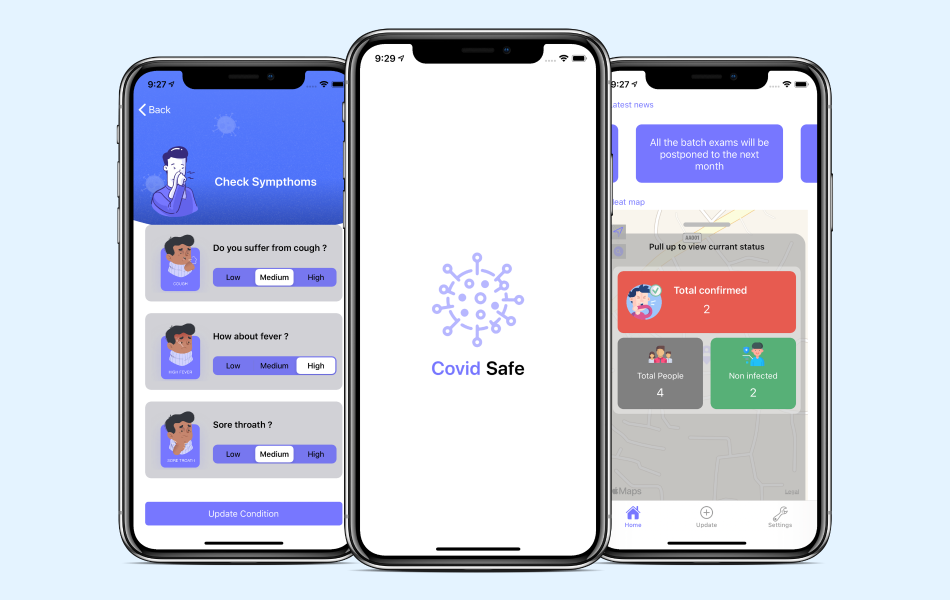 9:27
Back
Check Sympthoms
Do you suffer from cough ?
COUGH
Low Medium High
How about fever ?
HIGH FEVER
Low Medium High
Sore throath ?
Low Medium High
Update Condition
9:29
Covid Safe
9:27
atest news
All the batch exams will be
postponed to the next
month
eat map
Pull up to view currant status
Total confirmed
2
Total People
4
Non infected
2
Maps
Legal
Home
Update
Settings